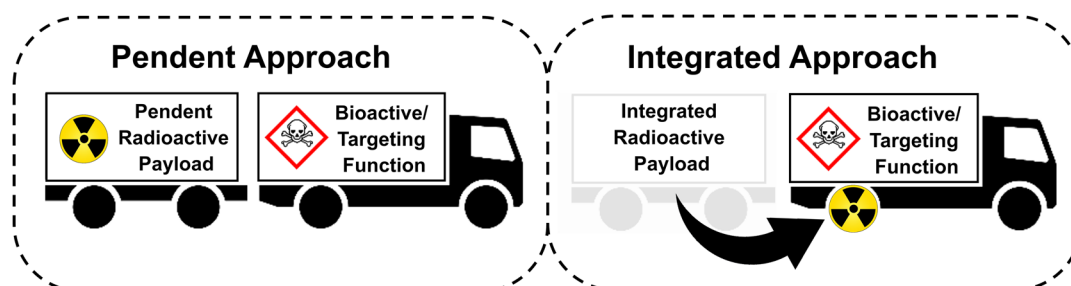 Pendent Approach
Pendent
Radioactive
Payload
Bioactive/
Targeting
Function
Integrated Approach
Integrated
Radioactive
Payload
Bioactive/
Targeting
Function